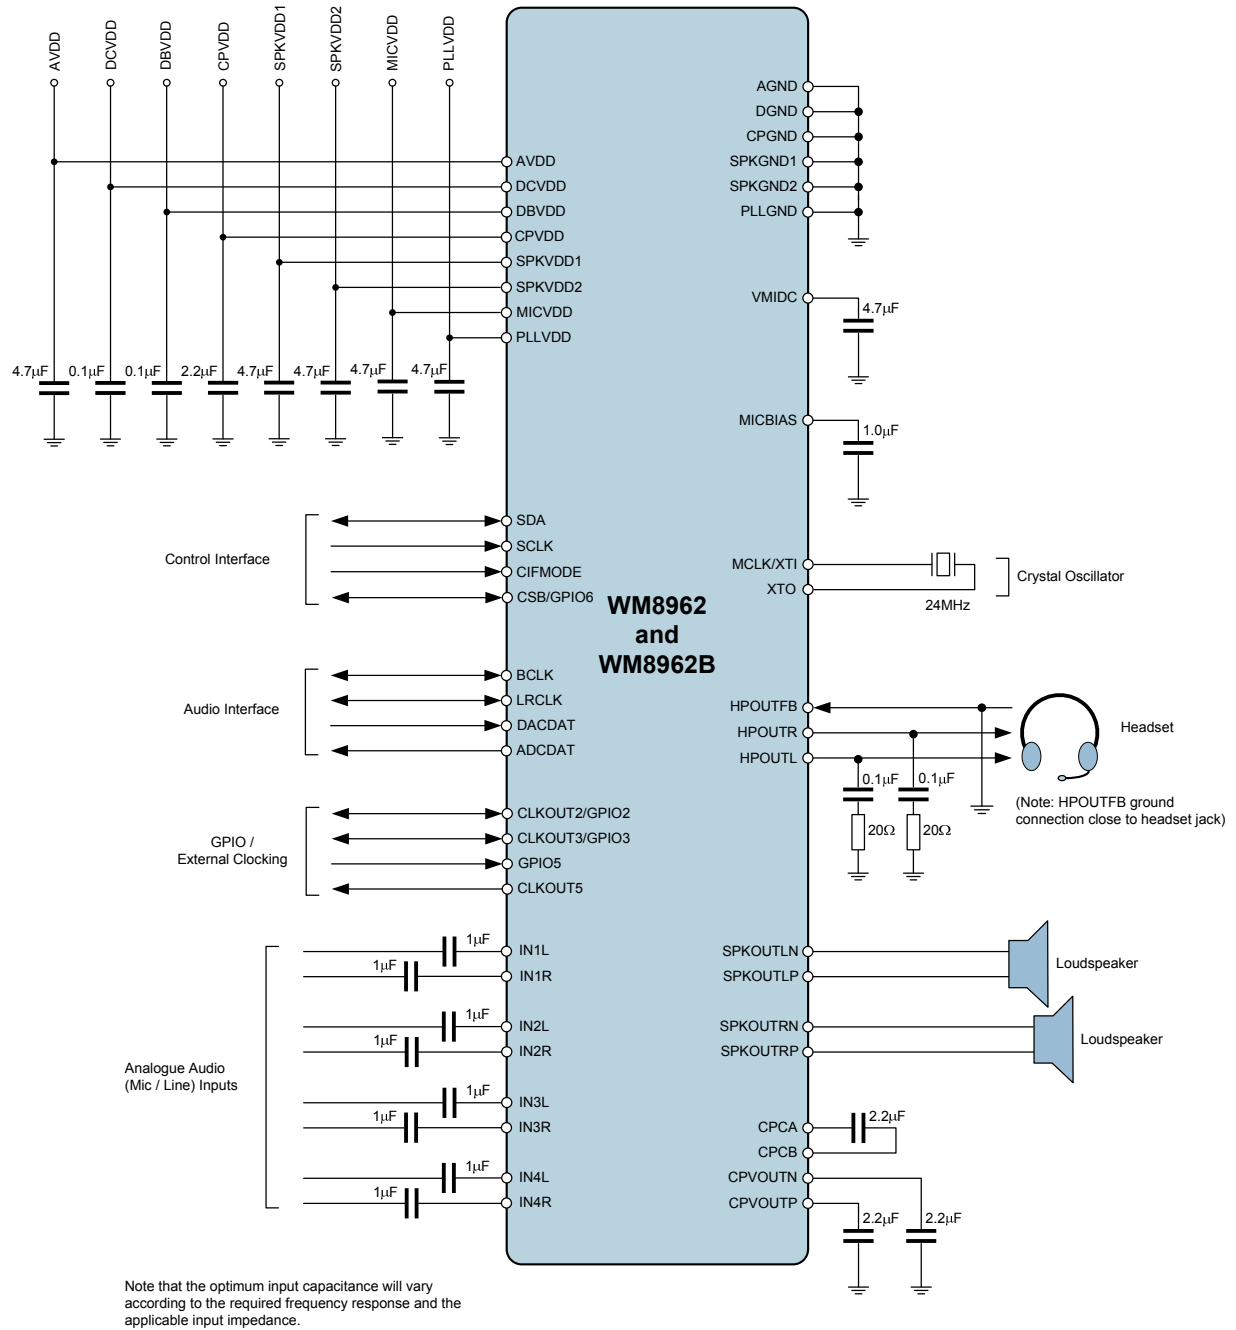 AVDD
DCVDD
DBVDD
CPVDD
SPKVDD1
SPKVDD2
MICVDD
PLLVDD
AVDD
DCVDD
DBVDD
CPVDD
SPKVDD1
SPKVDD2
MICVDD
PLLVDD
4.7µF
0.1µF
0.1µF
2.2µF
4.7µF
4.7µF
4.7µF
4.7µF
AGND
DGND
CPGND
SPKGND1
SPKGND2
PLLGND
VMIDC
4.7µF
MICBIAS
1.0µF
Control Interface
SDA
SCLK
CIFMODE
CSB/GPIO6
MCLK/XTI
XTO
24MHz
Crystal Oscillator
WM8962
and
WM8962B
Audio Interface
BCLK
LRCLK
DACDAT
ADCDAT
HPOUTFB
HPOUTR
HPOUTL
Headset
0.1µF
0.1µF
20Ω
20Ω
(Note: HPOUTFB ground
connection close to headset jack)
GPIO /
External Clocking
CLKOUT2/GPIO2
CLKOUT3/GPIO3
GPIO5
CLKOUT5
Analogue Audio
(Mic / Line) Inputs
1µF
IN1L
1µF
IN1R
1µF
IN2L
1µF
IN2R
1µF
IN3L
1µF
IN3R
1µF
IN4L
1µF
IN4R
SPKOUTLN
SPKOUTLP
Loudspeaker
SPKOUTRN
SPKOUTRP
Loudspeaker
CPCA
2.2µF
CPCB
CPVOUTN
CPVOUTP
2.2µF
2.2µF
Note that the optimum input capacitance will vary
according to the required frequency response and the
applicable input impedance.